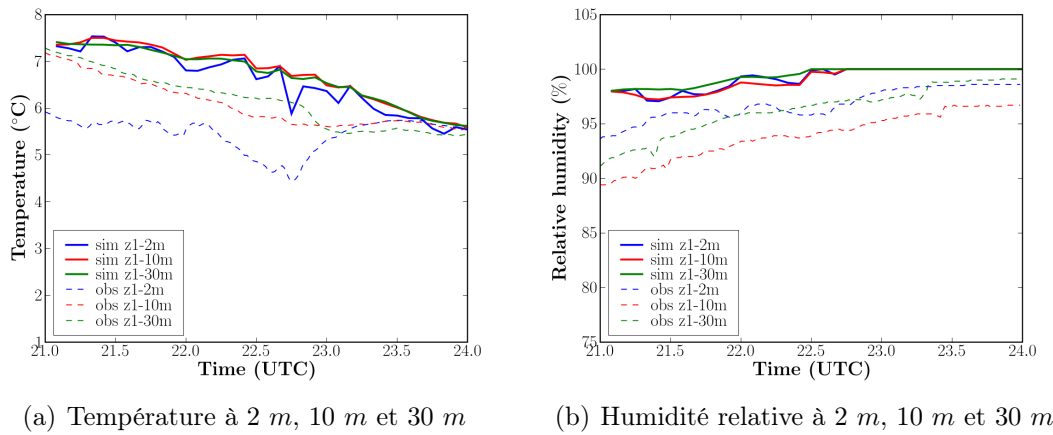 8
7
6
5
4
3
2
1
Temperature (°C)
21.0 21.5 22.0 22.5 23.0 23.5 24.0
Time (UTC)
sim z1-2m
sim z1-10m
sim z1-30m
obs z1-2m
obs z1-10m
obs z1-30m
(a) Température à 2 m, 10 m et 30 m
105
100
95
90
85
80
75
Relative humidity (%)
21.0 21.5 22.0 22.5 23.0 23.5 24.0
Time (UTC)
sim z1-2m
sim z1-10m
sim z1-30m
obs z1-2m
obs z1-10m
obs z1-30m
(b) Humidité relative à 2 m, 10 m et 30 m